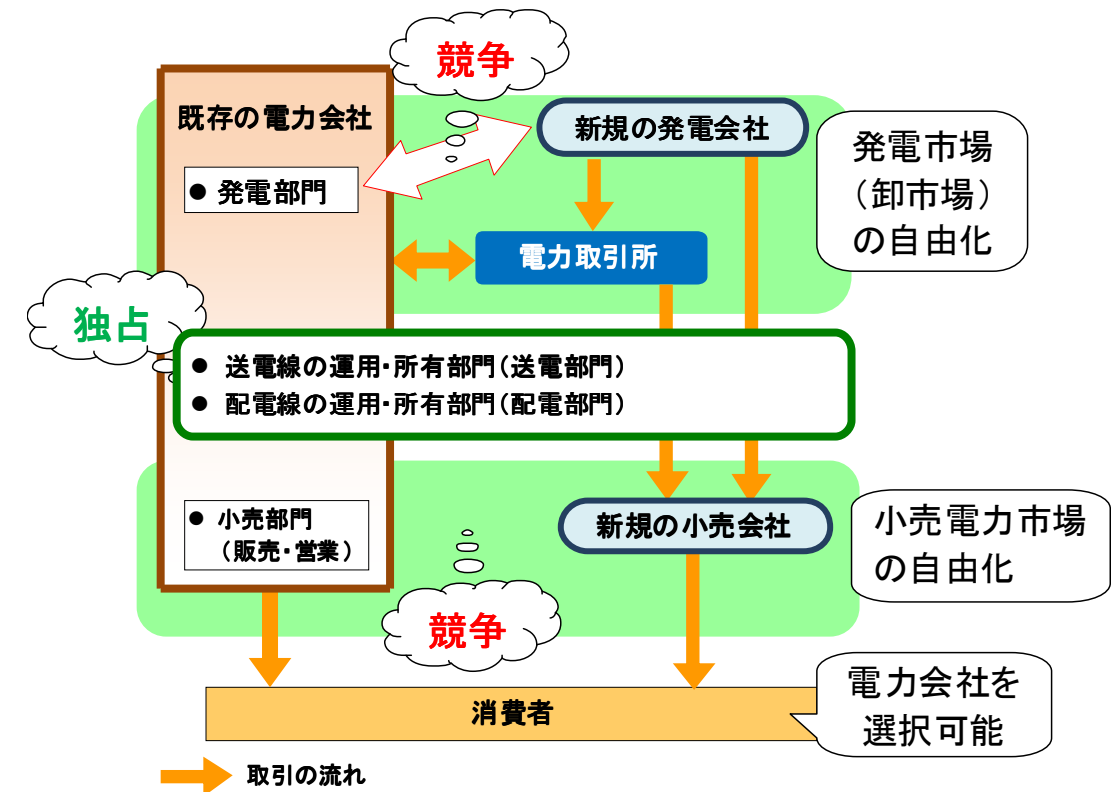 競争
既存の電力会社
新規の発電会社
発電市場
（卸市場）
の自由化
● 発電部門
電力取引所
独占
● 送電線の運用・所有部門（送電部門）
● 配電線の運用・所有部門（配電部門）
● 小売部門
（販売・営業）
新規の小売会社
小売電力市場
の自由化
競争
電力会社を
選択可能
消費者
取引の流れ